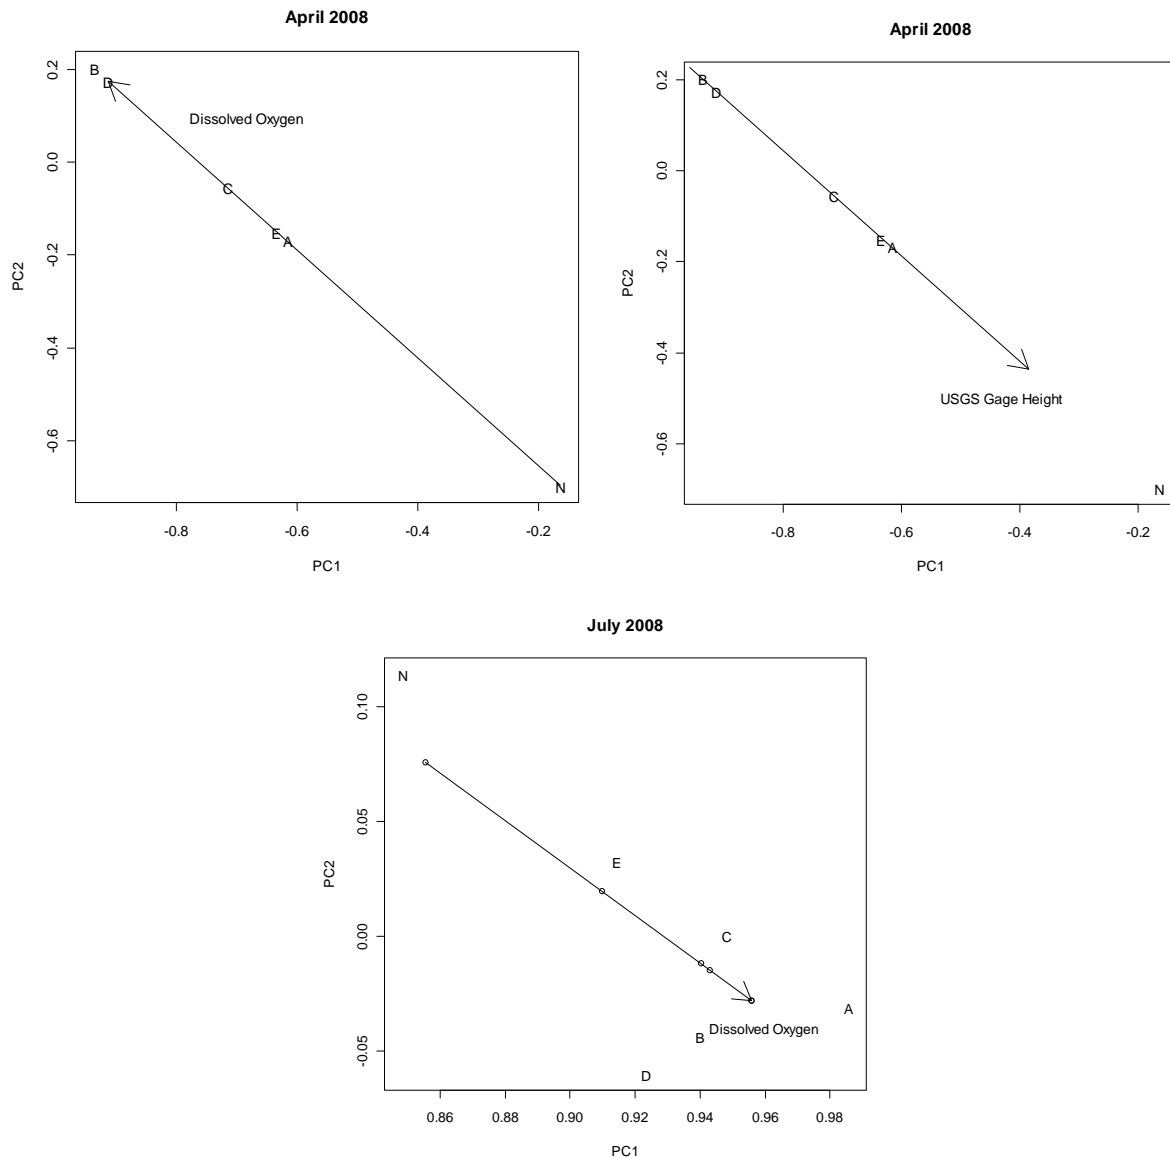 April 2008
0.2
0.0
-0.2
-0.4
-0.6
PC2
B
D
Dissolved Oxygen
C
E
A
N
-0.8
-0.6
-0.4
-0.2
PC1
April 2008
0.2
0.0
-0.2
-0.4
-0.6
PC2
B
D
C
E
A
USGS Gage Height
N
-0.8
-0.6
-0.4
-0.2
PC1
July 2008
0.10
0.05
0.00
-0.05
PC2
N
E
C
A
Dissolved Oxygen
B
D
0.86
0.90
0.92
0.94
0.96
0.98
PC1